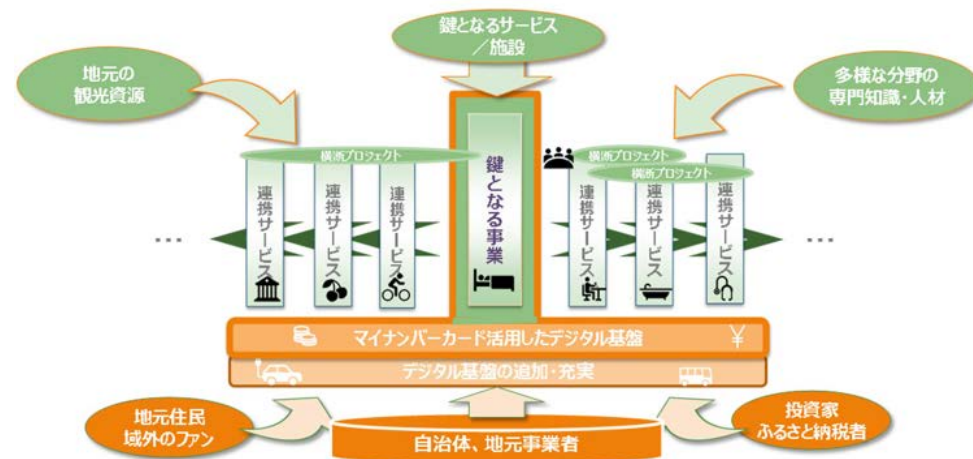 鍵となるサービス
／施設
地元の
観光資源
多様な分野の
専門知識・人材
横断プロジェクト
横断プロジェクト
横断プロジェクト
連携サービス
連携サービス
連携サービス
鍵となる事業
連携サービス
連携サービス
連携サービス
…
…
マイナンバーカード活用したデジタル基盤
¥
デジタル基盤の追加・充実
地元住民
域外のファン
自治体、地元事業者
投資家
ふるさと納税者